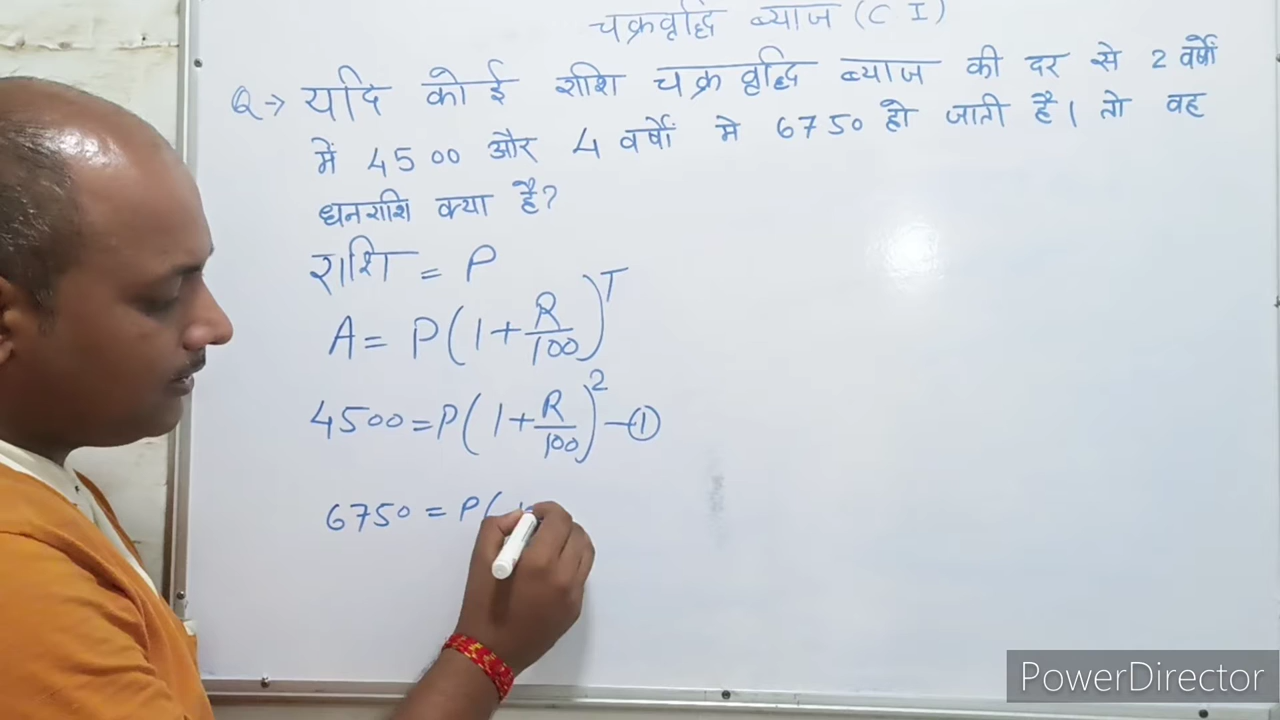 चक्रवृद्धि ब्याज (C I)
Q→ यदि कोई राशि चक्रवृद्धि ब्याज की दर से 2 वर्षों
में 4500 और 4 वर्षों मे 6750 हो जाती है। तो वह
धनराशि क्या है?
राशि = P
A = P(1+R/100)^T
4500 = P(1+R/100)^2 —①
6750 = P(1
PowerDirector